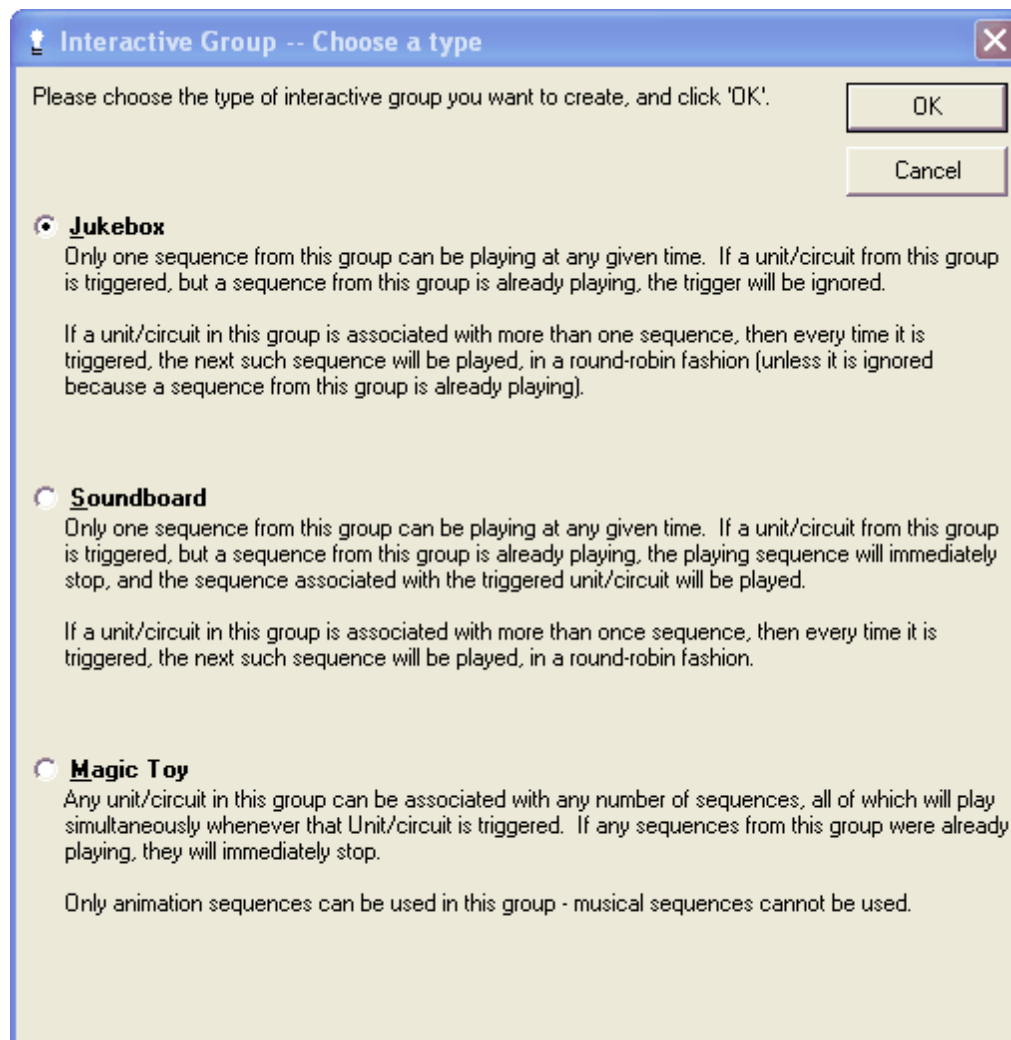 Interactive Group -- Choose a type
Please choose the type of interactive group you want to create, and click 'OK'.
OK
Cancel
Jukebox
Only one sequence from this group can be playing at any given time.  If a unit/circuit from this group
is triggered, but a sequence from this group is already playing, the trigger will be ignored.
If a unit/circuit in this group is associated with more than one sequence, then every time it is
triggered, the next such sequence will be played, in a round-robin fashion (unless it is ignored
because a sequence from this group is already playing).
Soundboard
Only one sequence from this group can be playing at any given time.  If a unit/circuit from this group
is triggered, but a sequence from this group is already playing, the playing sequence will immediately
stop, and the sequence associated with the triggered unit/circuit will be played.
If a unit/circuit in this group is associated with more than once sequence, then every time it is
triggered, the next such sequence will be played, in a round-robin fashion.
Magic Toy
Any unit/circuit in this group can be associated with any number of sequences, all of which will play
simultaneously whenever that Unit/circuit is triggered.  If any sequences from this group were already
playing, they will immediately stop.
Only animation sequences can be used in this group - musical sequences cannot be used.